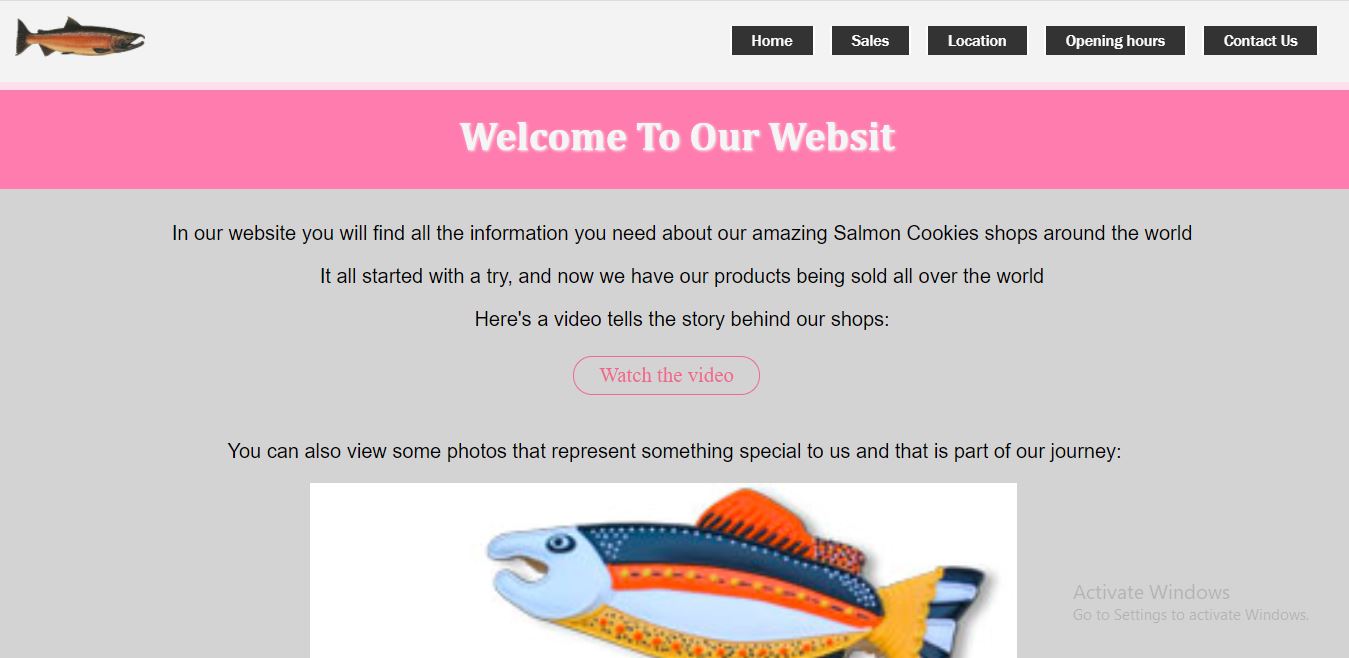 Home Sales Location Opening hours Contact Us
Welcome To Our Websit
In our website you will find all the information you need about our amazing Salmon Cookies shops around the world
It all started with a try, and now we have our products being sold all over the world
Here's a video tells the story behind our shops:
Watch the video
You can also view some photos that represent something special to us and that is part of our journey:
Activate Windows
Go to Settings to activate Windows.